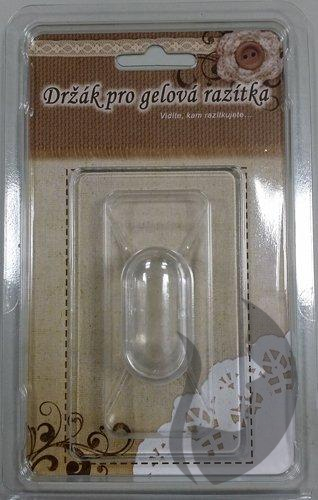 Držák pro gelová razítka
Vidíte, kam razítkujete...